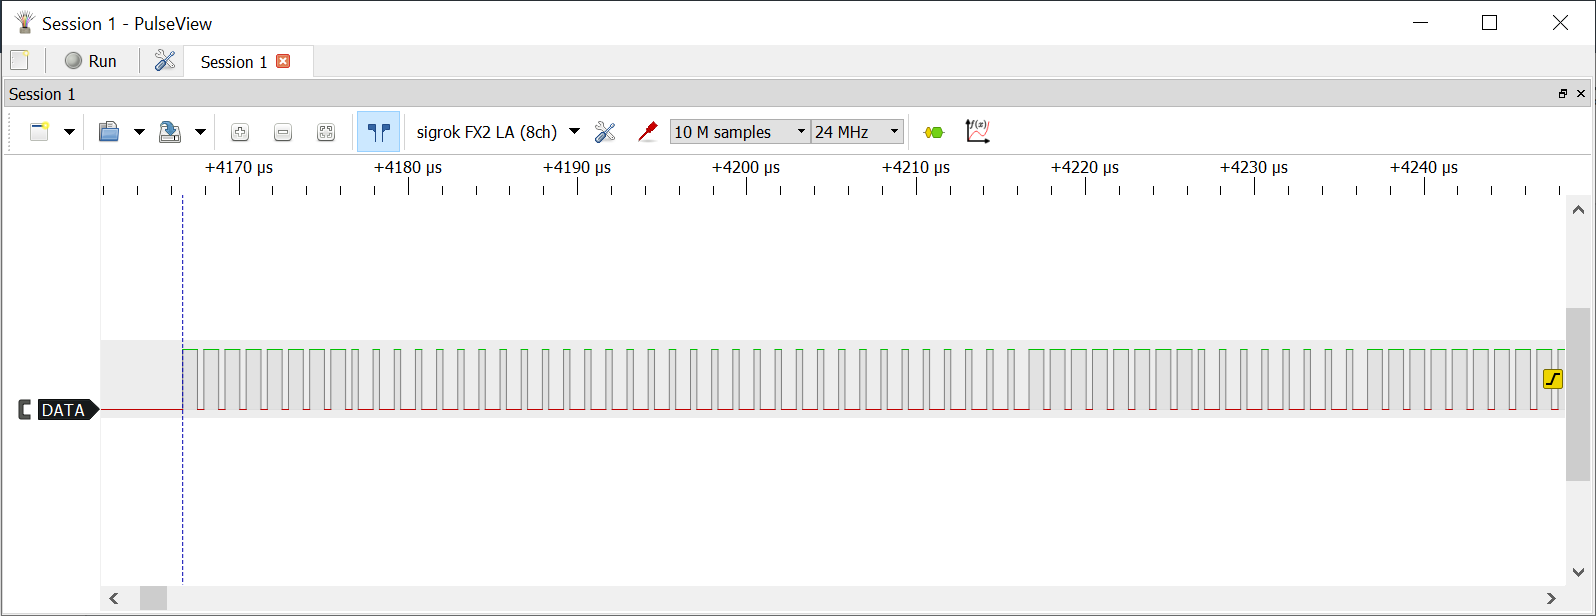 Session 1 - PulseView
Run
Session 1
Session 1
sigrok FX2 LA (8ch)
10 M samples
24 MHz
f(x)
+4170 µs
+4180 µs
+4190 µs
+4200 µs
+4210 µs
+4220 µs
+4230 µs
+4240 µs
DATA